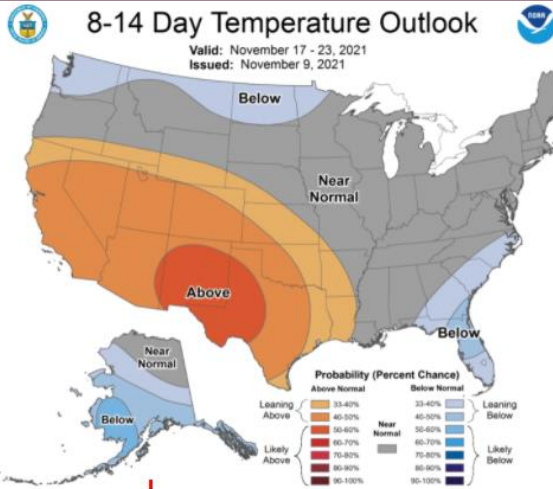 8-14 Day Temperature Outlook
Valid: November 17 - 23, 2021
Issued: November 9, 2021
NOAA
Below
Near
Normal
Above
Below
Near
Normal
Below
Probability (Percent Chance)
Above Normal
Below Normal
Leaning
Above
33-40%
40-50%
50-60%
60-70%
70-80%
80-90%
90-100%
Likely
Above
Near
Normal
33-40%
40-50%
50-60%
60-70%
70-80%
80-90%
90-100%
Leaning
Below
Likely
Below